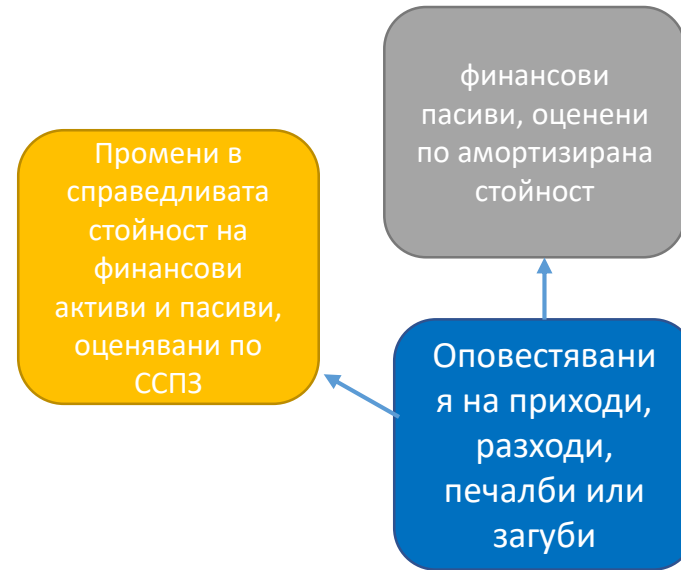 финансови
пасиви, оценени
по амортизирана
стойност
Промени в
справедливата
стойност на
финансови
активи и пасиви,
оценявани по
ССПЗ
Оповестявани
я на приходи,
разходи,
печалби или
загуби